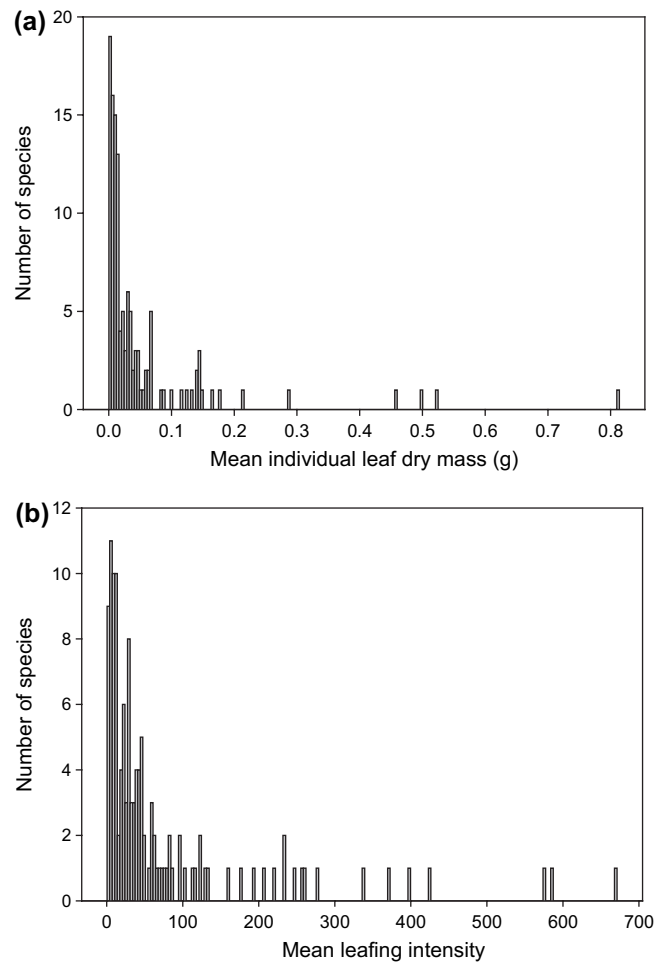 (a)
20
15
10
5
0
Number of species
0.0 0.1 0.2 0.3 0.4 0.5 0.6 0.7 0.8
Mean individual leaf dry mass (g)
(b)
12
10
8
6
4
2
0
Number of species
0 100 200 300 400 500 600 700
Mean leafing intensity